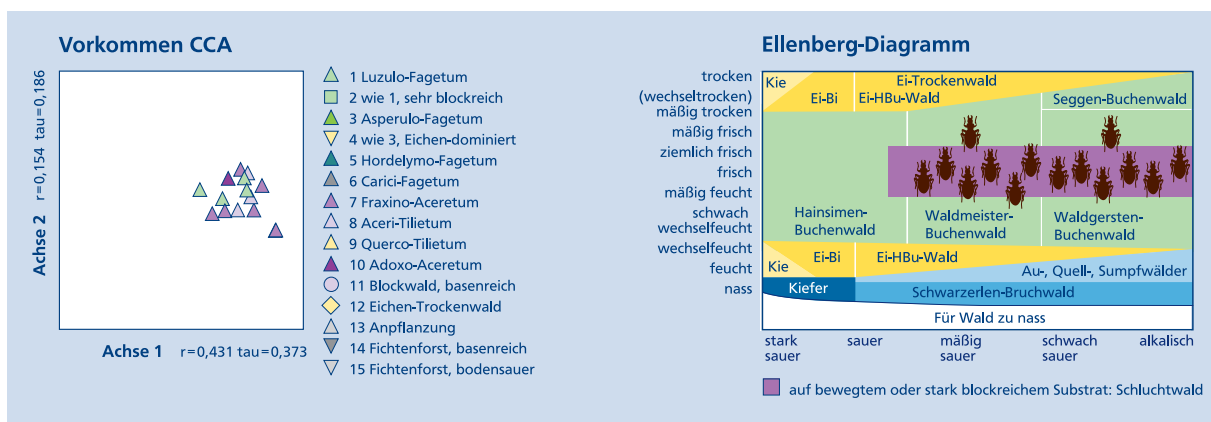 Vorkommen CCA
Achse 2 r=0,154 tau=0,186
Achse 1 r=0,431 tau=0,373
1 Luzulo-Fagetum
2 wie 1, sehr blockreich
3 Asperulo-Fagetum
4 wie 3, Eichen-dominiert
5 Hordelymo-Fagetum
6 Carici-Fagetum
7 Fraxino-Aceretum
8 Aceri-Tilietum
9 Querco-Tilietum
10 Adoxo-Aceretum
11 Blockwald, basenreich
12 Eichen-Trockenwald
13 Anpflanzung
14 Fichtenforst, basenreich
15 Fichtenforst, bodensauer
Ellenberg-Diagramm
trocken
(wechseltrocken)
mäßig trocken
mäßig frisch
ziemlich frisch
frisch
mäßig feucht
schwach
wechselfeucht
wechselfeucht
feucht
nass
Kie
Ei-Bi
Ei-Trockenwald
Ei-HBu-Wald
Seggen-Buchenwald
Hainsimen-
Buchenwald
Waldmeister-
Buchenwald
Waldgersten-
Buchenwald
Kie
Ei-Bi
Ei-HBu-Wald
Au-, Quell-, Sumpfwälder
Kiefer
Schwarzerlen-Bruchwald
Für Wald zu nass
stark
sauer
sauer
mäßig
sauer
schwach
sauer
alkalisch
auf bewegtem oder stark blockreichem Substrat: Schluchtwald